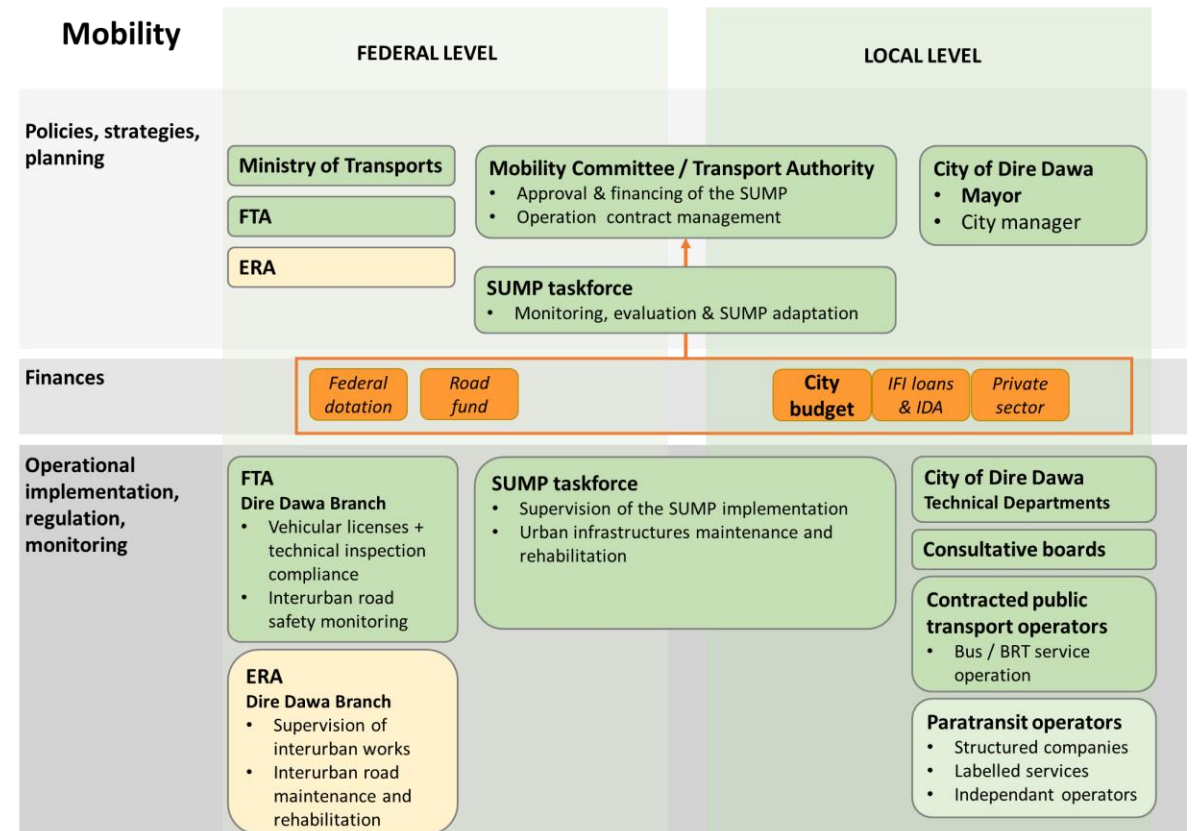 Mobility
FEDERAL LEVEL
LOCAL LEVEL
Policies, strategies,
planning
Ministry of Transports
FTA
ERA
Mobility Committee / Transport Authority
• Approval & financing of the SUMP
• Operation contract management
SUMP taskforce
• Monitoring, evaluation & SUMP adaptation
City of Dire Dawa
• Mayor
• City manager
Finances
Federal
dotation
Road
fund
City
budget
IFI loans
& IDA
Private
sector
Operational
implementation,
regulation,
monitoring
FTA
Dire Dawa Branch
• Vehicular licenses +
technical inspection
compliance
• Interurban road
safety monitoring
ERA
Dire Dawa Branch
• Supervision of
interurban works
• Interurban road
maintenance and
rehabilitation
SUMP taskforce
• Supervision of the SUMP implementation
• Urban infrastructures maintenance and
rehabilitation
City of Dire Dawa
Technical Departments
Consultative boards
Contracted public
transport operators
• Bus / BRT service
operation
Paratransit operators
• Structured companies
• Labelled services
• Independant operators